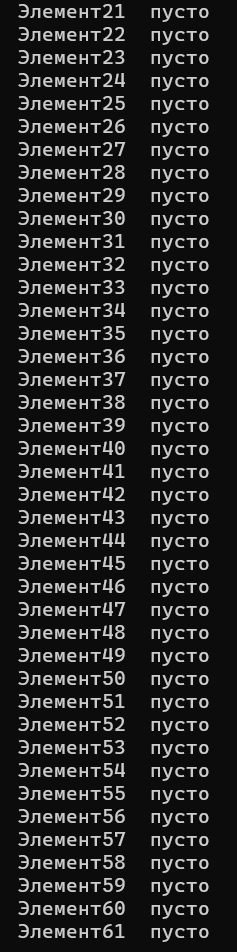 Элемент21 пусто
Элемент22 пусто
Элемент23 пусто
Элемент24 пусто
Элемент25 пусто
Элемент26 пусто
Элемент27 пусто
Элемент28 пусто
Элемент29 пусто
Элемент30 пусто
Элемент31 пусто
Элемент32 пусто
Элемент33 пусто
Элемент34 пусто
Элемент35 пусто
Элемент36 пусто
Элемент37 пусто
Элемент38 пусто
Элемент39 пусто
Элемент40 пусто
Элемент41 пусто
Элемент42 пусто
Элемент43 пусто
Элемент44 пусто
Элемент45 пусто
Элемент46 пусто
Элемент47 пусто
Элемент48 пусто
Элемент49 пусто
Элемент50 пусто
Элемент51 пусто
Элемент52 пусто
Элемент53 пусто
Элемент54 пусто
Элемент55 пусто
Элемент56 пусто
Элемент57 пусто
Элемент58 пусто
Элемент59 пусто
Элемент60 пусто
Элемент61 пусто